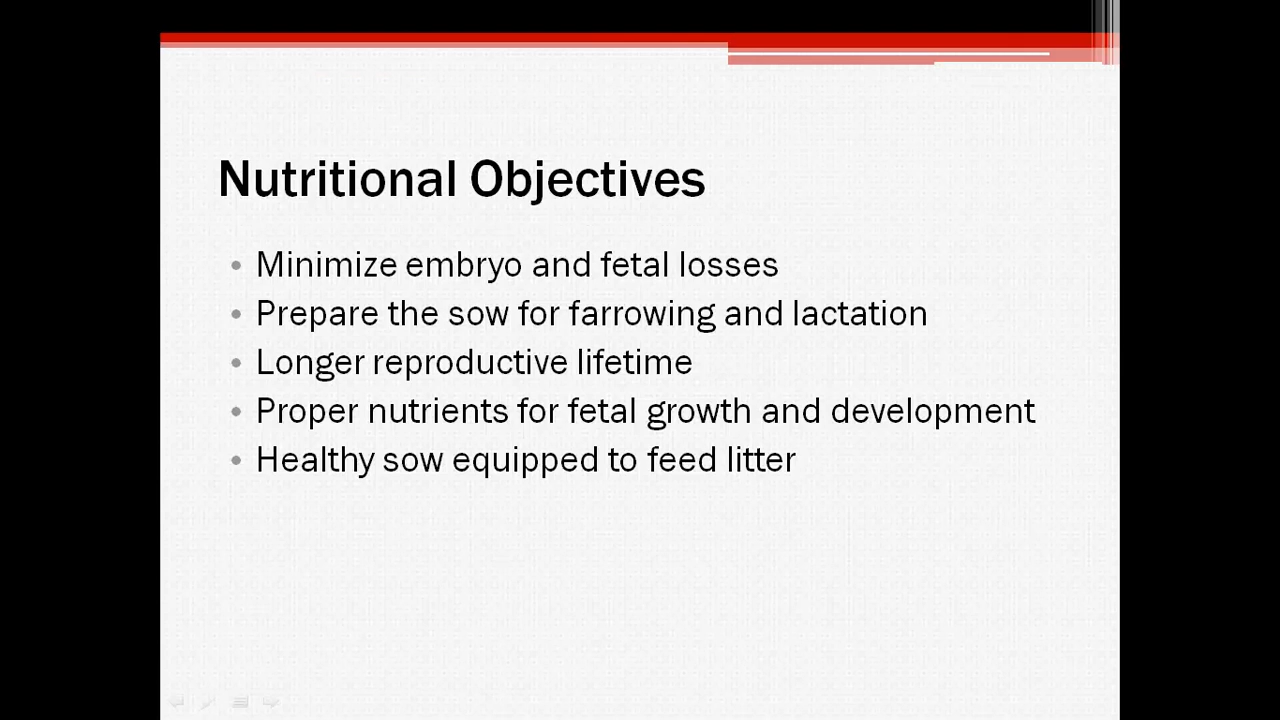 Nutritional Objectives
• Minimize embryo and fetal losses
• Prepare the sow for farrowing and lactation
• Longer reproductive lifetime
• Proper nutrients for fetal growth and development
• Healthy sow equipped to feed litter